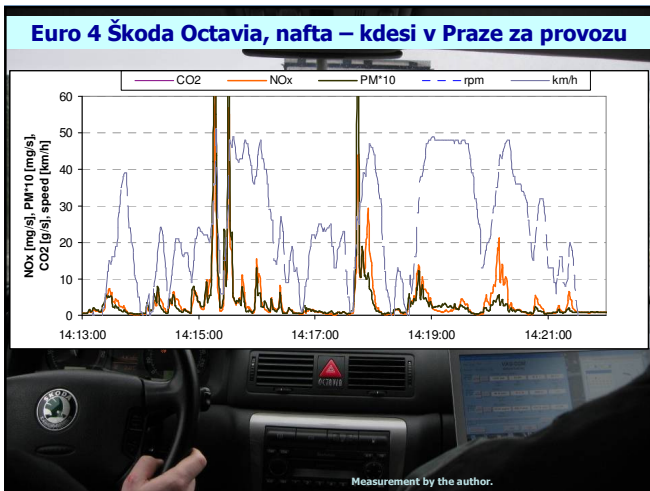 Euro 4 Škoda Octavia, nafta – kdesi v Praze za provozu
CO2 NOx PM*10 rpm km/h
NOx [mg/s], PM*10 [mg/s],
CO2 [g/s], speed [km/h]
60
50
40
30
20
10
0
14:13:00 14:15:00 14:17:00 14:19:00 14:21:00
ŠKODA
OCTAVIA
Measurement by the author.